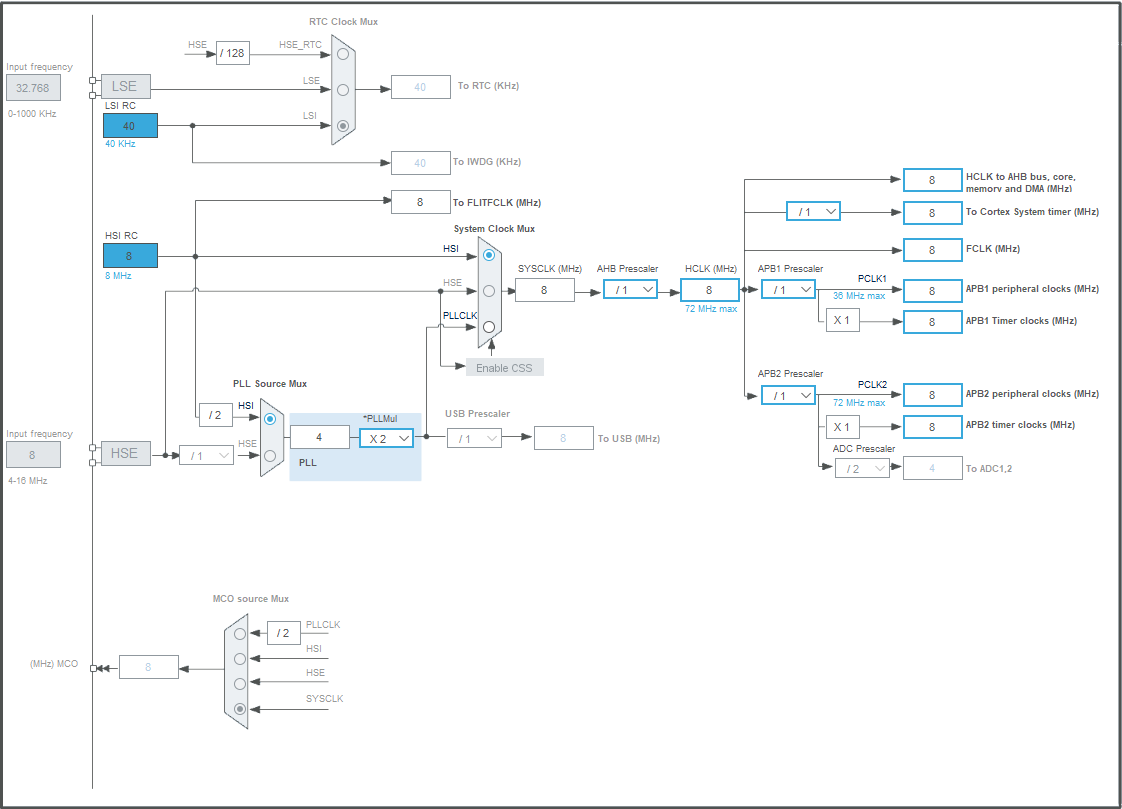 RTC Clock Mux
HSE
/ 128
HSE_RTC
Input frequency
32.768
0-1000 KHz
LSE
LSE
40
To RTC (KHz)
LSI RC
40
40 KHz
LSI
40
To IWDG (KHz)
8
To FLITFCLK (MHz)
System Clock Mux
HSI RC
8
8 MHz
HSI
HSE
PLLCLK
Enable CSS
SYSCLK (MHz)
8
AHB Prescaler
/ 1
HCLK (MHz)
8
72 MHz max
8
HCLK to AHB bus, core,
memory and DMA (MHz)
/ 1
8
To Cortex System timer (MHz)
8
FCLK (MHz)
APB1 Prescaler
/ 1
PCLK1
36 MHz max
8
APB1 peripheral clocks (MHz)
X 1
8
APB1 Timer clocks (MHz)
APB2 Prescaler
/ 1
PCLK2
72 MHz max
8
APB2 peripheral clocks (MHz)
X 1
8
APB2 timer clocks (MHz)
ADC Prescaler
/ 2
4
To ADC1,2
PLL Source Mux
/ 2
HSI
Input frequency
8
4-16 MHz
HSE
/ 1
HSE
4
*PLLMul
X 2
PLL
USB Prescaler
/ 1
8
To USB (MHz)
MCO source Mux
/ 2
PLLCLK
HSI
HSE
SYSCLK
(MHz) MCO
8